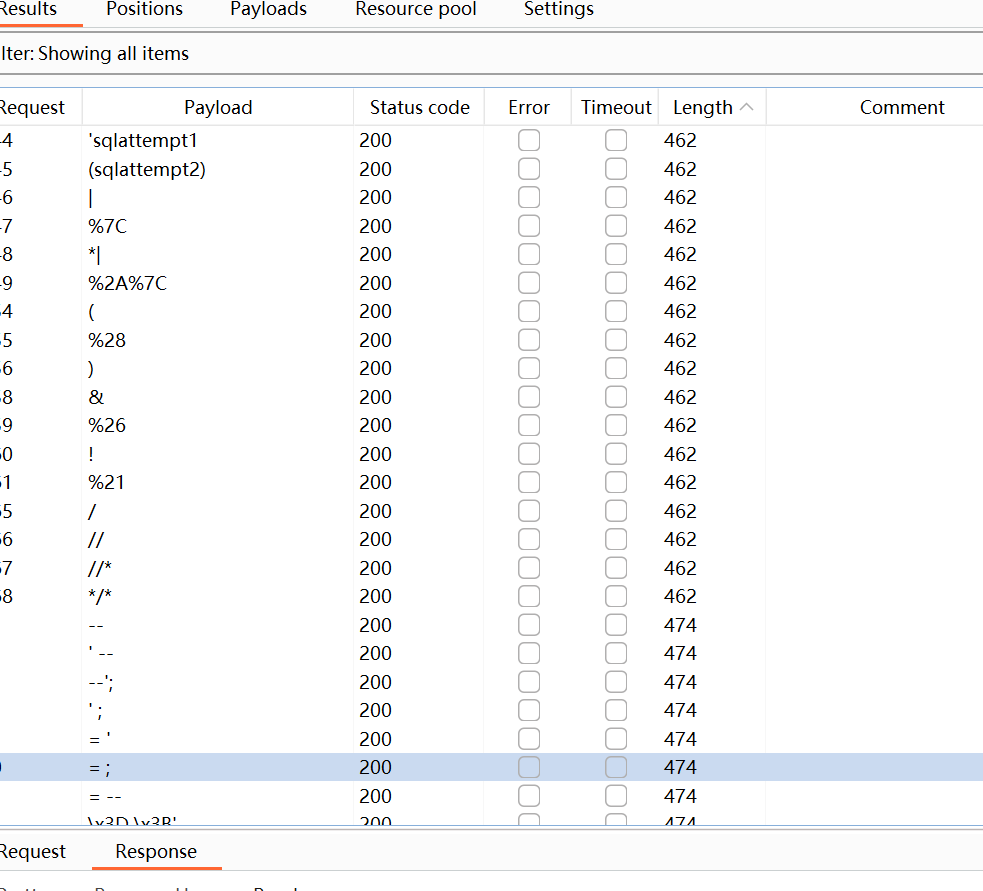 Results Positions Payloads Resource pool Settings
lter: Showing all items
Request Payload Status code Error Timeout Length Comment
4 'sqlattempt1 200 462
5 (sqlattempt2) 200 462
6 | 200 462
7 %7C 200 462
8 *| 200 462
9 %2A%7C 200 462
4 ( 200 462
5 %28 200 462
6 ) 200 462
8 & 200 462
9 %26 200 462
0 ! 200 462
1 %21 200 462
5 / 200 462
6 // 200 462
7 //* 200 462
8 */* 200 462
-- 200 474
' -- 200 474
--'; 200 474
' ; 200 474
= ' 200 474
= ; 200 474
= -- 200 474
\x3D \x3B' 200 474
Request Response